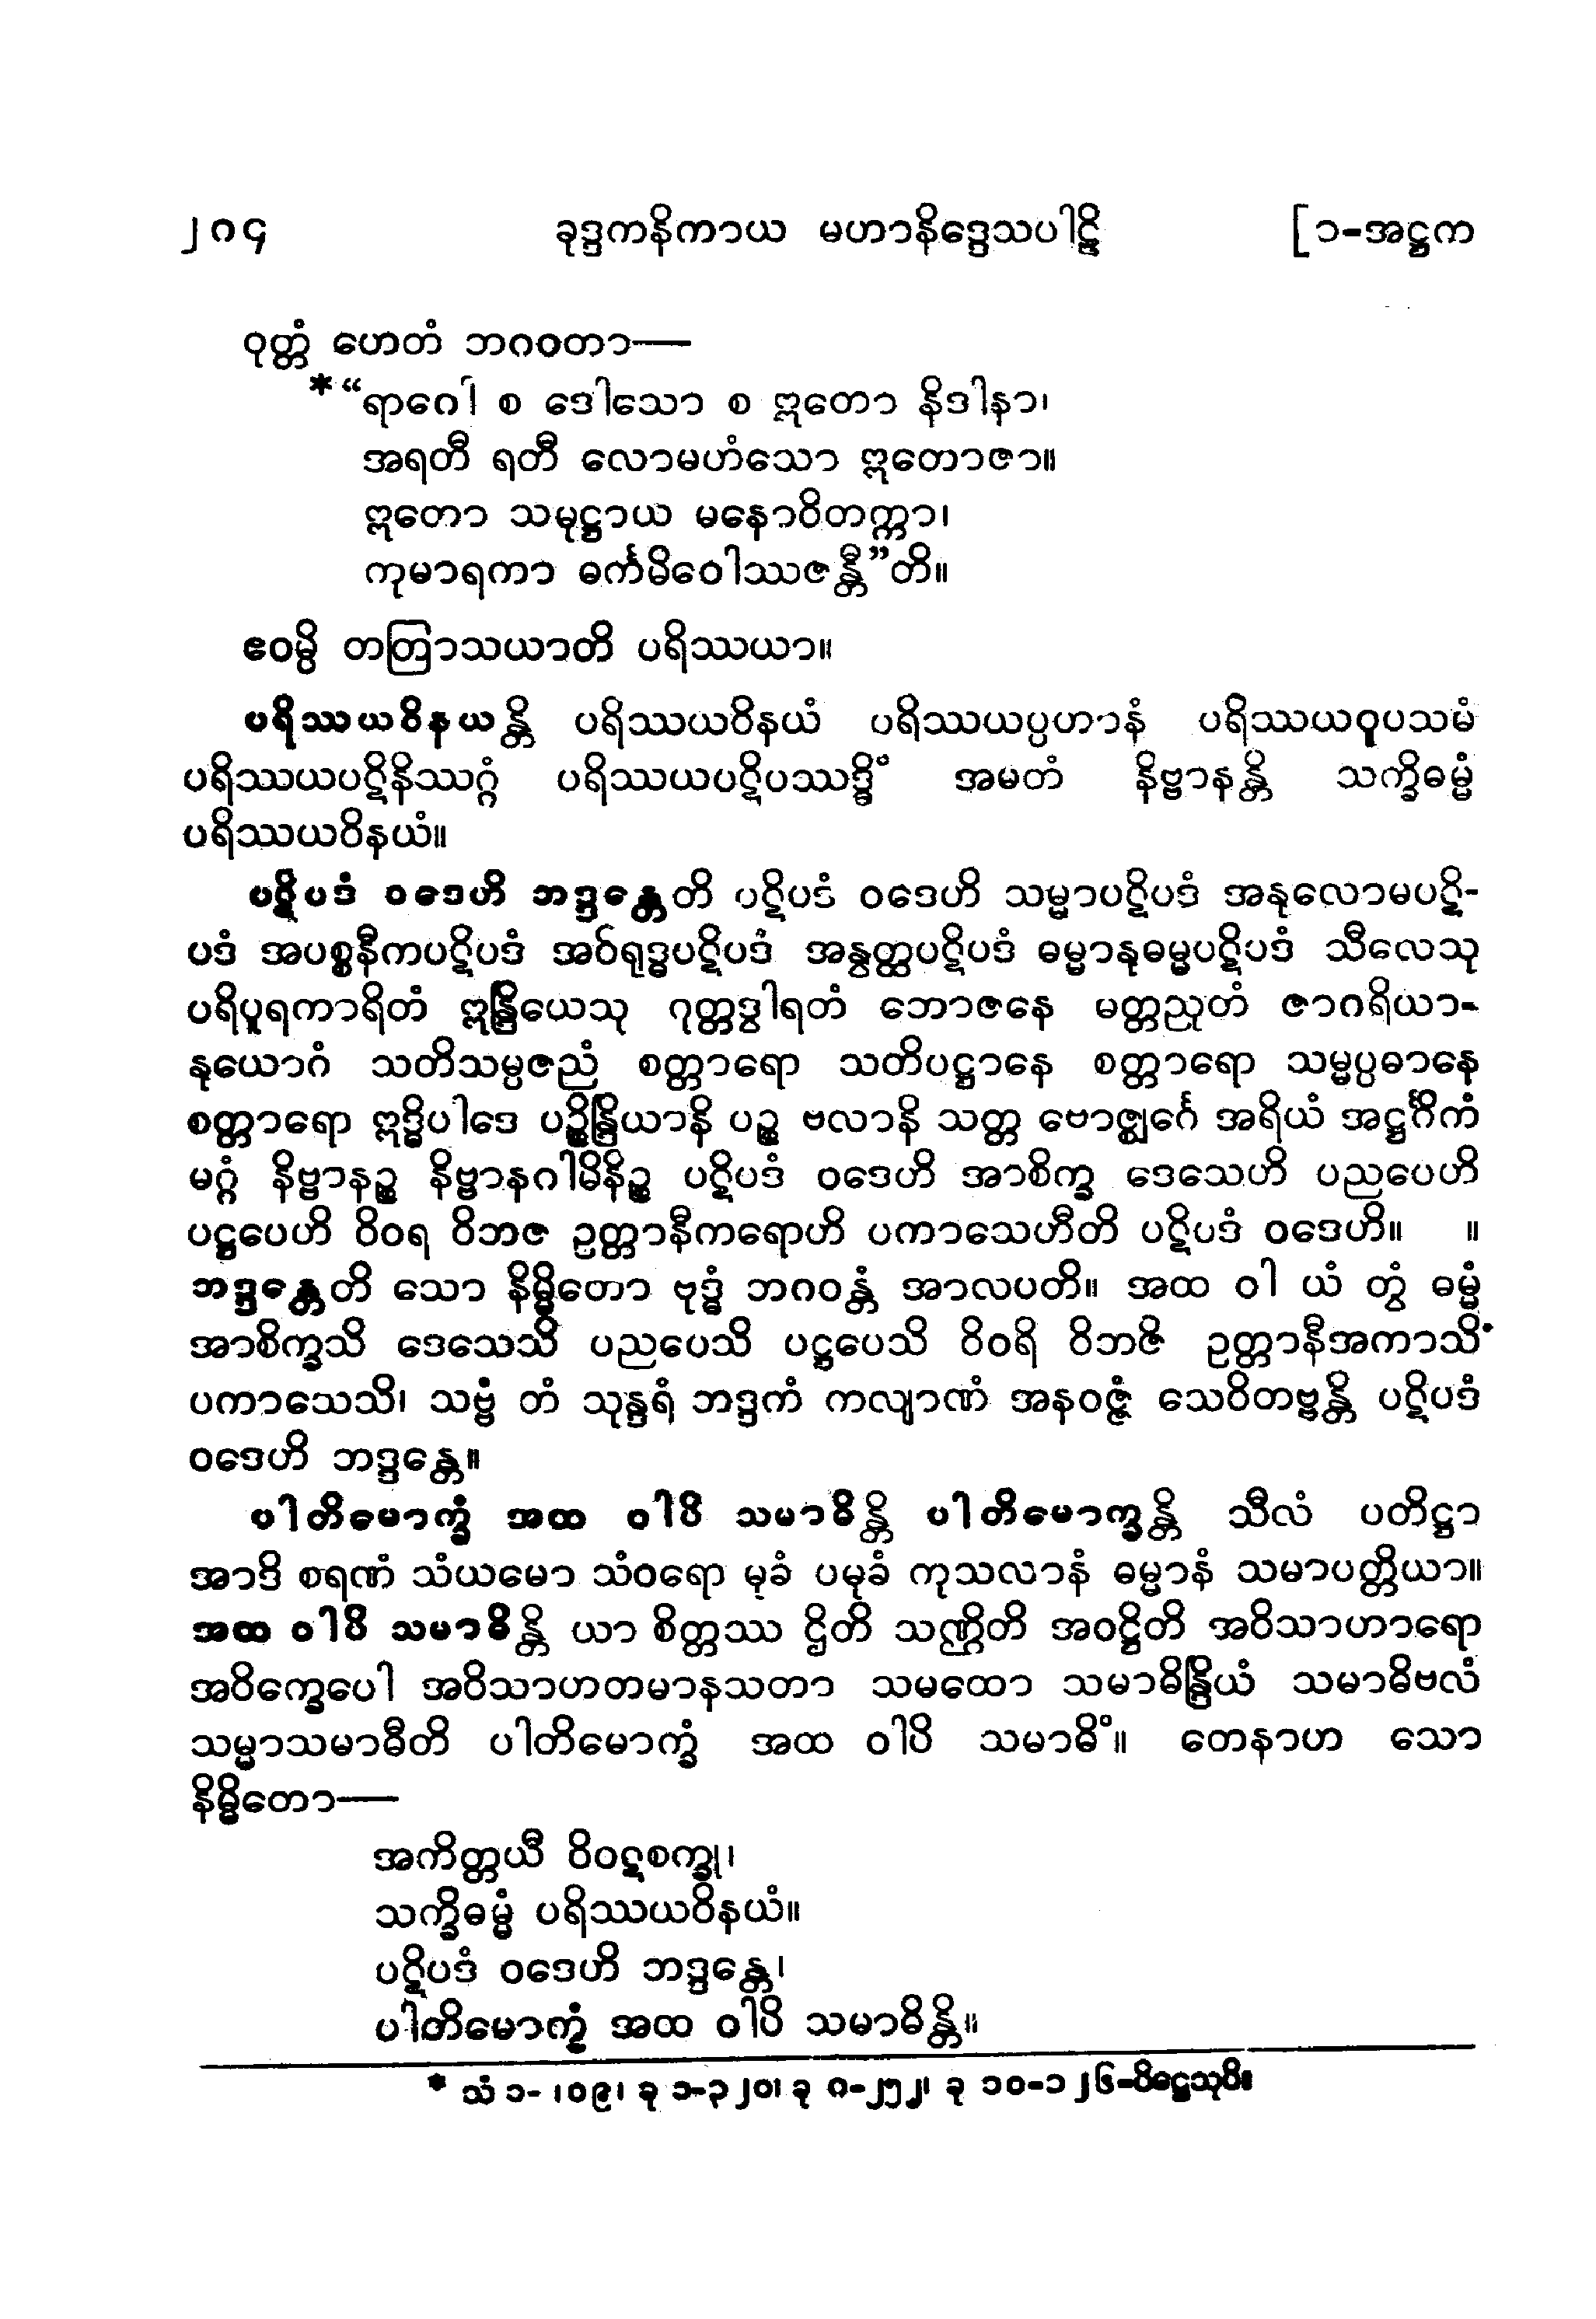 ၂၈၄ ခုဒ္ဒကနိကာယ မဟာနိဒ္ဒေသပါဠိ [၁-အဋ္ဌက
ဝုတ္တံ ဟေတံ ဘဂဝတာ—
*“ရာဂေါ စ ဒေါသော စ ဣတော နိဒါနာ၊
အရတီ ရတီ လောမဟံသော ဣတောဇာ။
ဣတော သမုဋ္ဌာယ မနောဝိတက္ကာ၊
ကုမာရကာ ဓင်္ကမိဝေါဿဇန္တီ”တိ။
ဧဝမ္ပိ တတြာသယာတိ ပရိဿယာ။
ပရိဿယဝိနယန္တိ ပရိဿယဝိနယံ ပရိဿယပ္ပဟာနံ ပရိဿယဝူပသမံ
ပရိဿယပဋိနိဿဂ္ဂံ ပရိဿယပဋိပဿဒ္ဓိံ အမတံ နိဗ္ဗာနန္တိ သက္ခိဓမ္မံ
ပရိဿယဝိနယံ။
ပဋိပဒံ ဝဒေဟိ ဘဒ္ဒန္တေတိ ပဋိပဒံ ဝဒေဟိ သမ္မာပဋိပဒံ အနုလောမပဋိ-
ပဒံ အပစ္စနီကပဋိပဒံ အဝိရုဒ္ဓပဋိပဒံ အန္වတ္ထပဋိပဒံ ဓမ္မာနုဓမ္မပဋိပဒံ သီလေသု
ပရိပူရကာရိတံ ဣန္ဒြိယေသု ဂုတ္တဒွါရတံ ဘောဇနေ မတ္တညုတံ ဇာဂရိယာ-
နုယောဂံ သတိသမ္ပဇညံ စတ္တာရော သတိပဋ္ဌာနေ စတ္တာရော သမ္မပ္ပဓာနေ
စတ္တာရော ဣဒ္ဓိပါဒေ ပဉ္စိန္ဒြိယာနိ ပဉ္စ ဗလာနိ သတ္တ ဗောဇ္ဈင်္ဂေ အရိယံ အဋ္ဌင်္ဂိကံ
မဂ္ဂံ နိဗ္ဗာနဉ္စ နိဗ္ဗာနဂါမိနိဉ္စ ပဋိပဒံ ဝဒေဟိ အာစိက္ခ ဒေသေဟိ ပညပေဟိ
ပဋ္ဌပေဟိ ဝိဝရ ဝိဘဇ ဥတ္တာနီကရောဟိ ပကာသေဟီတိ ပဋိပဒံ ဝဒေဟိ။ ။
ဘဒ္ဒန္တေတိ သော နိမ္မိတော ဗုဒ္ဓံ ဘဂဝန္တံ အာလပတိ။ အထ ဝါ ယံ တွံ ဓမ္မံ
အာစိက္ခသိ ဒေသေသိ ပညပေသိ ပဋ္ဌပေသိ ဝိဝရိ ဝိဘဇိ ဥတ္တာနီအကာသိံ
ပကာသေသိ၊ သဗ္ဗံ တံ သုန္ဒရံ ဘဒ္ဒကံ ကလျာဏံ အနဝဇ္ဇံ သေဝိတဗ္ဗန္တိ ပဋိပဒံ
ဝဒေဟိ ဘဒ္ဒန္တေ။
ပါတိမောက္ခံ အထ ဝါပိ သမာဓိန္တိ ပါတိမောက္ခန္တိ သီလံ ပတိဋ္ဌာ
အာဒိ စရဏံ သံယမော သံဝရော မုခံ ပမုခံ ကုသလာနံ ဓမ္မာနံ သမာပတ္တိယာ။
အထ ဝါပိ သမာဓိန္တိ ယာ စိတ္တဿ ဌိတိ သဏ္ဌိတိ အဝဋ္ဌိတိ အဝိသာဟာရော
အဝိက္ခေပေါ အဝိသာဟတမာနသတာ သမထော သမာဓိန္ဒြိယံ သမာဓိဗလံ
သမ္မာသမာဓီတိ ပါတိမောက္ခံ အထ ဝါပိ သမာဓိံ။ တေနာဟ သော
နိမ္မိတော—
အကိတ္တယီ ဝိဝဋစက္ခု၊
သက္ခိဓမ္မံ ပရိဿယဝိနယံ။
ပဋိပဒံ ဝဒေဟိ ဘဒ္ဒန္တေ၊
ပါတိမောက္ခံ အထ ဝါပိ သမာဓိန္တိ။
* သံ ၁-၂၀၉၊ ခု ၁-၃၂၀၊ ခု ၈-၂၅၂၊ ခု ၁၀-၁၂၆-ပိဋ္ဌေသုပိ။